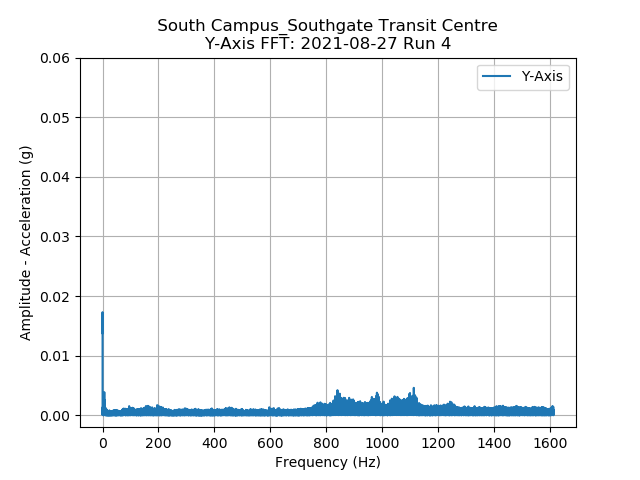 South Campus_Southgate Transit Centre
Y-Axis FFT: 2021-08-27 Run 4
Y-Axis
0.06
0.05
0.04
0.03
0.02
0.01
0.00
Amplitude - Acceleration (g)
0 200 400 600 800 1000 1200 1400 1600
Frequency (Hz)